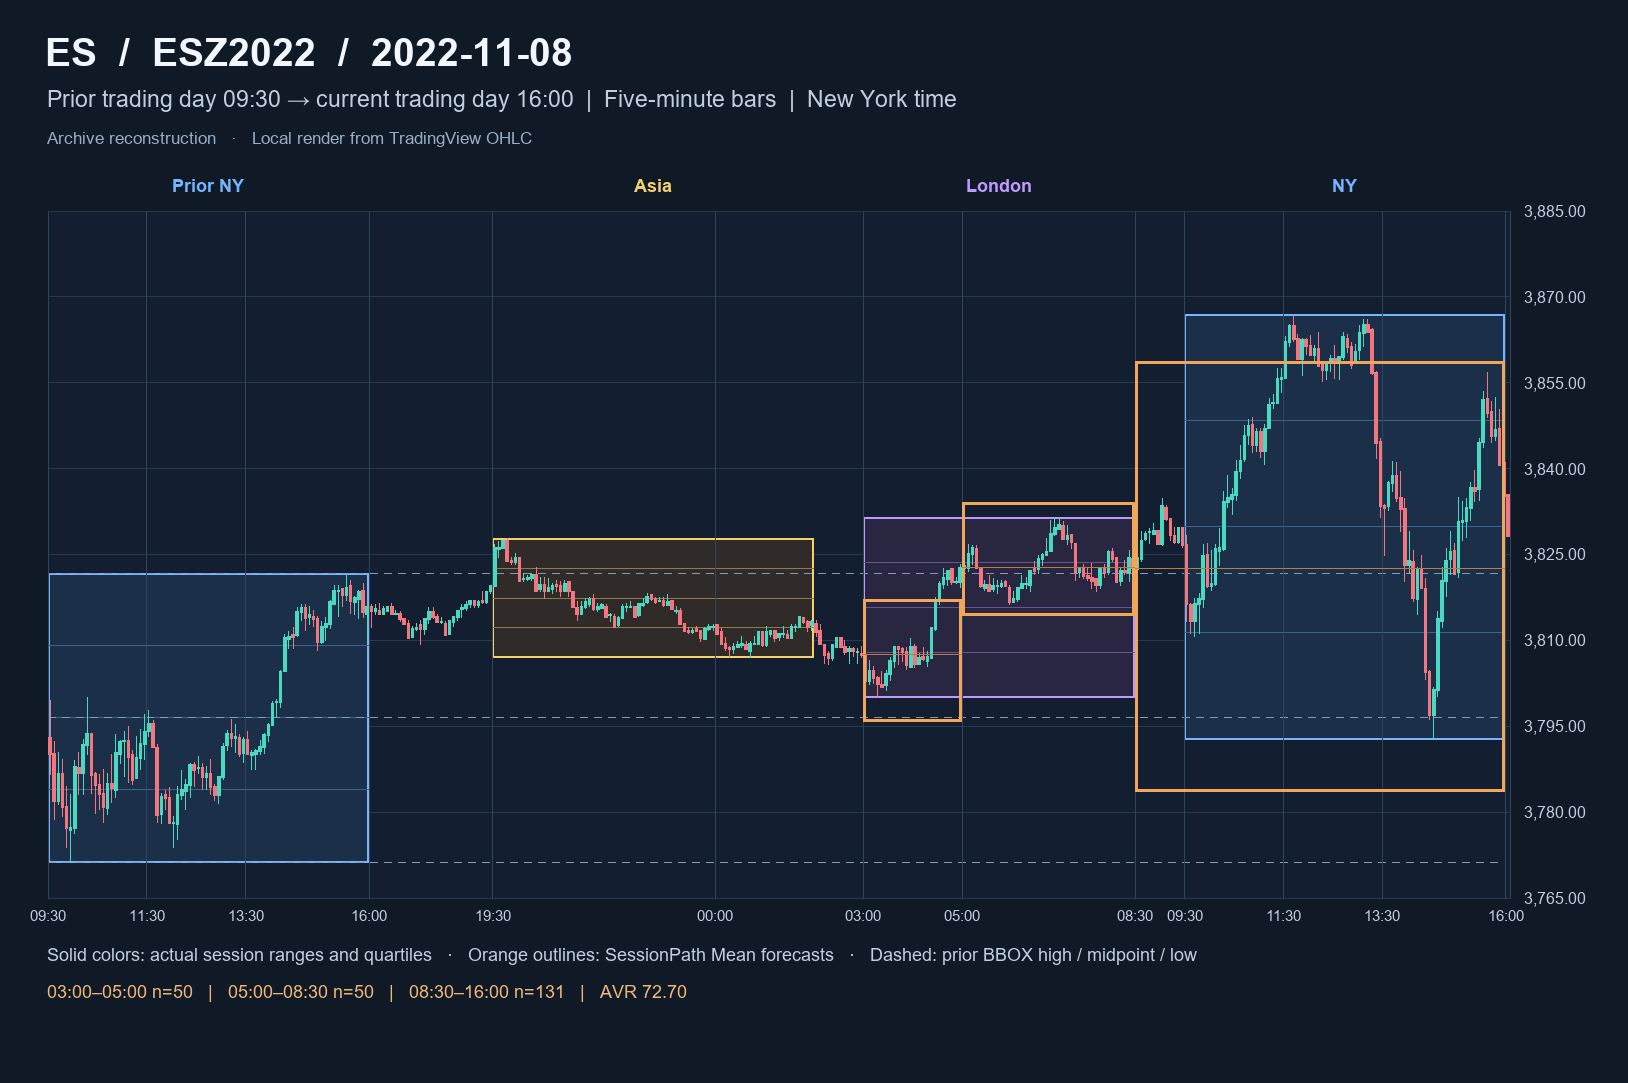 ES / ESZ2022 / 2022-11-08
Prior trading day 09:30 → current trading day 16:00 | Five-minute bars | New York time
Archive reconstruction · Local render from TradingView OHLC
Prior NY Asia London NY
3,885.00
3,870.00
3,855.00
3,840.00
3,825.00
3,810.00
3,795.00
3,780.00
3,765.00
09:30 11:30 13:30 16:00 19:30 00:00 03:00 05:00 08:30 09:30 11:30 13:30 16:00
Solid colors: actual session ranges and quartiles · Orange outlines: SessionPath Mean forecasts · Dashed: prior BBOX high / midpoint / low
03:00–05:00 n=50 | 05:00–08:30 n=50 | 08:30–16:00 n=131 | AVR 72.70